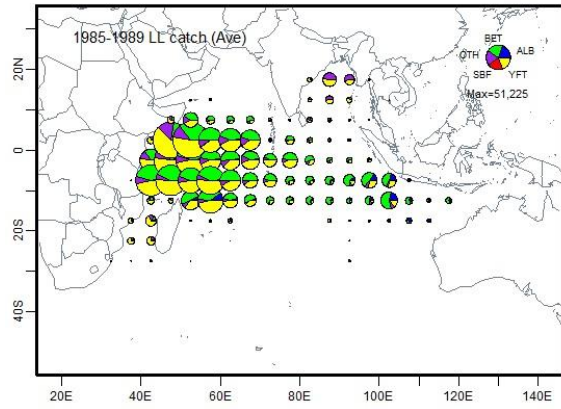 1985-1989 LL catch (Ave)
BET
OTH
ALB
SBF
YFT
Max=51,225
20N
0
20S
40S
20E
40E
60E
80E
100E
120E
140E